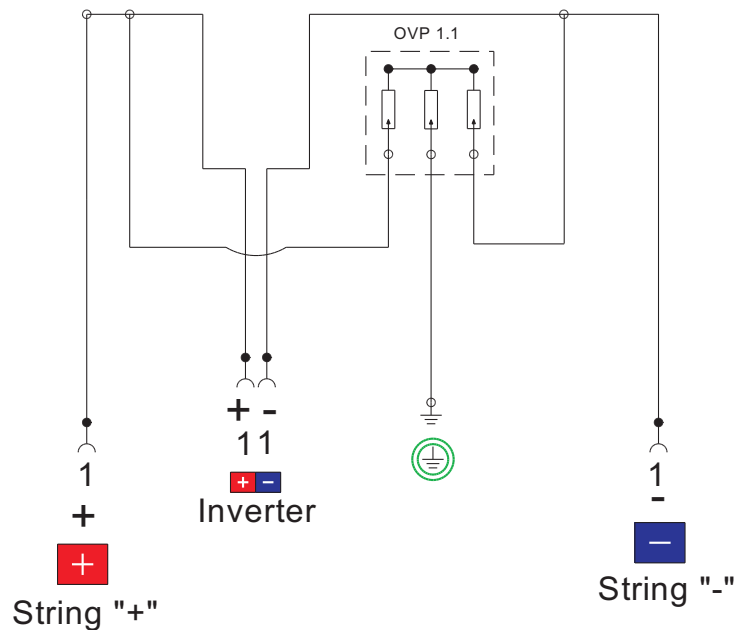 OVP 1.1
+ -
11
+ -
Inverter
1
+
+
String "+"
1
-
-
String "-"